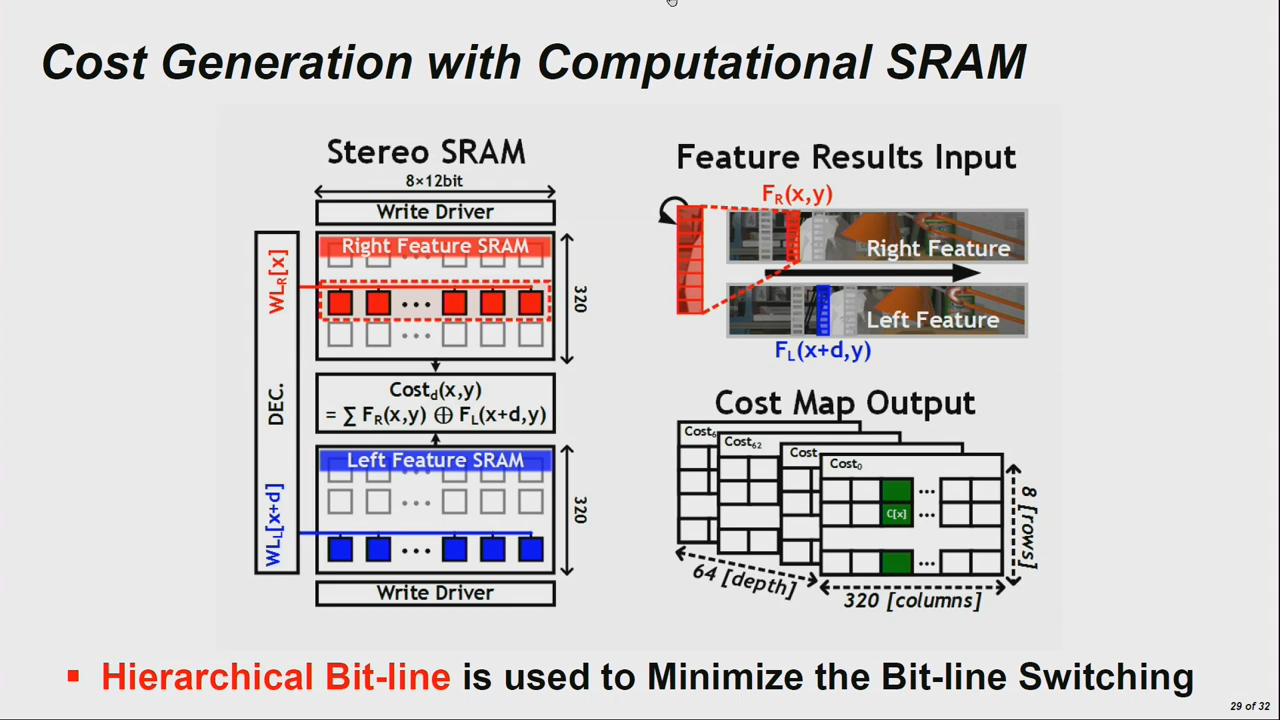 Cost Generation with Computational SRAM
Stereo SRAM
8×12bit
Write Driver
Right Feature SRAM
WL_R[x]
320
DEC.
Cost_d(x,y)
= ∑ F_R(x,y) ⊕ F_L(x+d,y)
Left Feature SRAM
WL_L[x+d]
320
Write Driver
Feature Results Input
F_R(x,y)
Right Feature
Left Feature
F_L(x+d,y)
Cost Map Output
Cost_62
Cost
Cost_0
C[x]
8 [rows]
64 [depth]
320 [columns]
▪ Hierarchical Bit-line is used to Minimize the Bit-line Switching
29 of 32